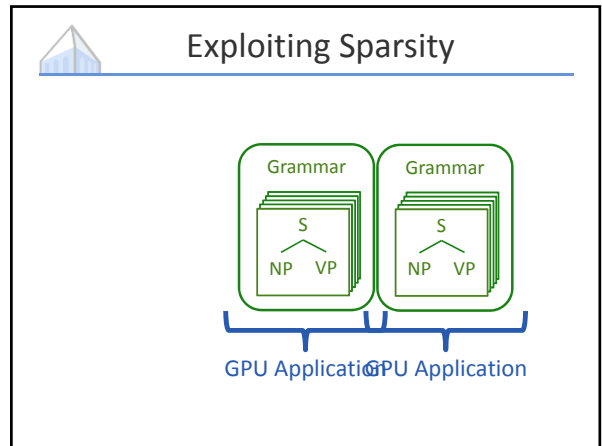 Exploiting Sparsity
Grammar Grammar
S S
NP VP NP VP
GPU Application GPU Application